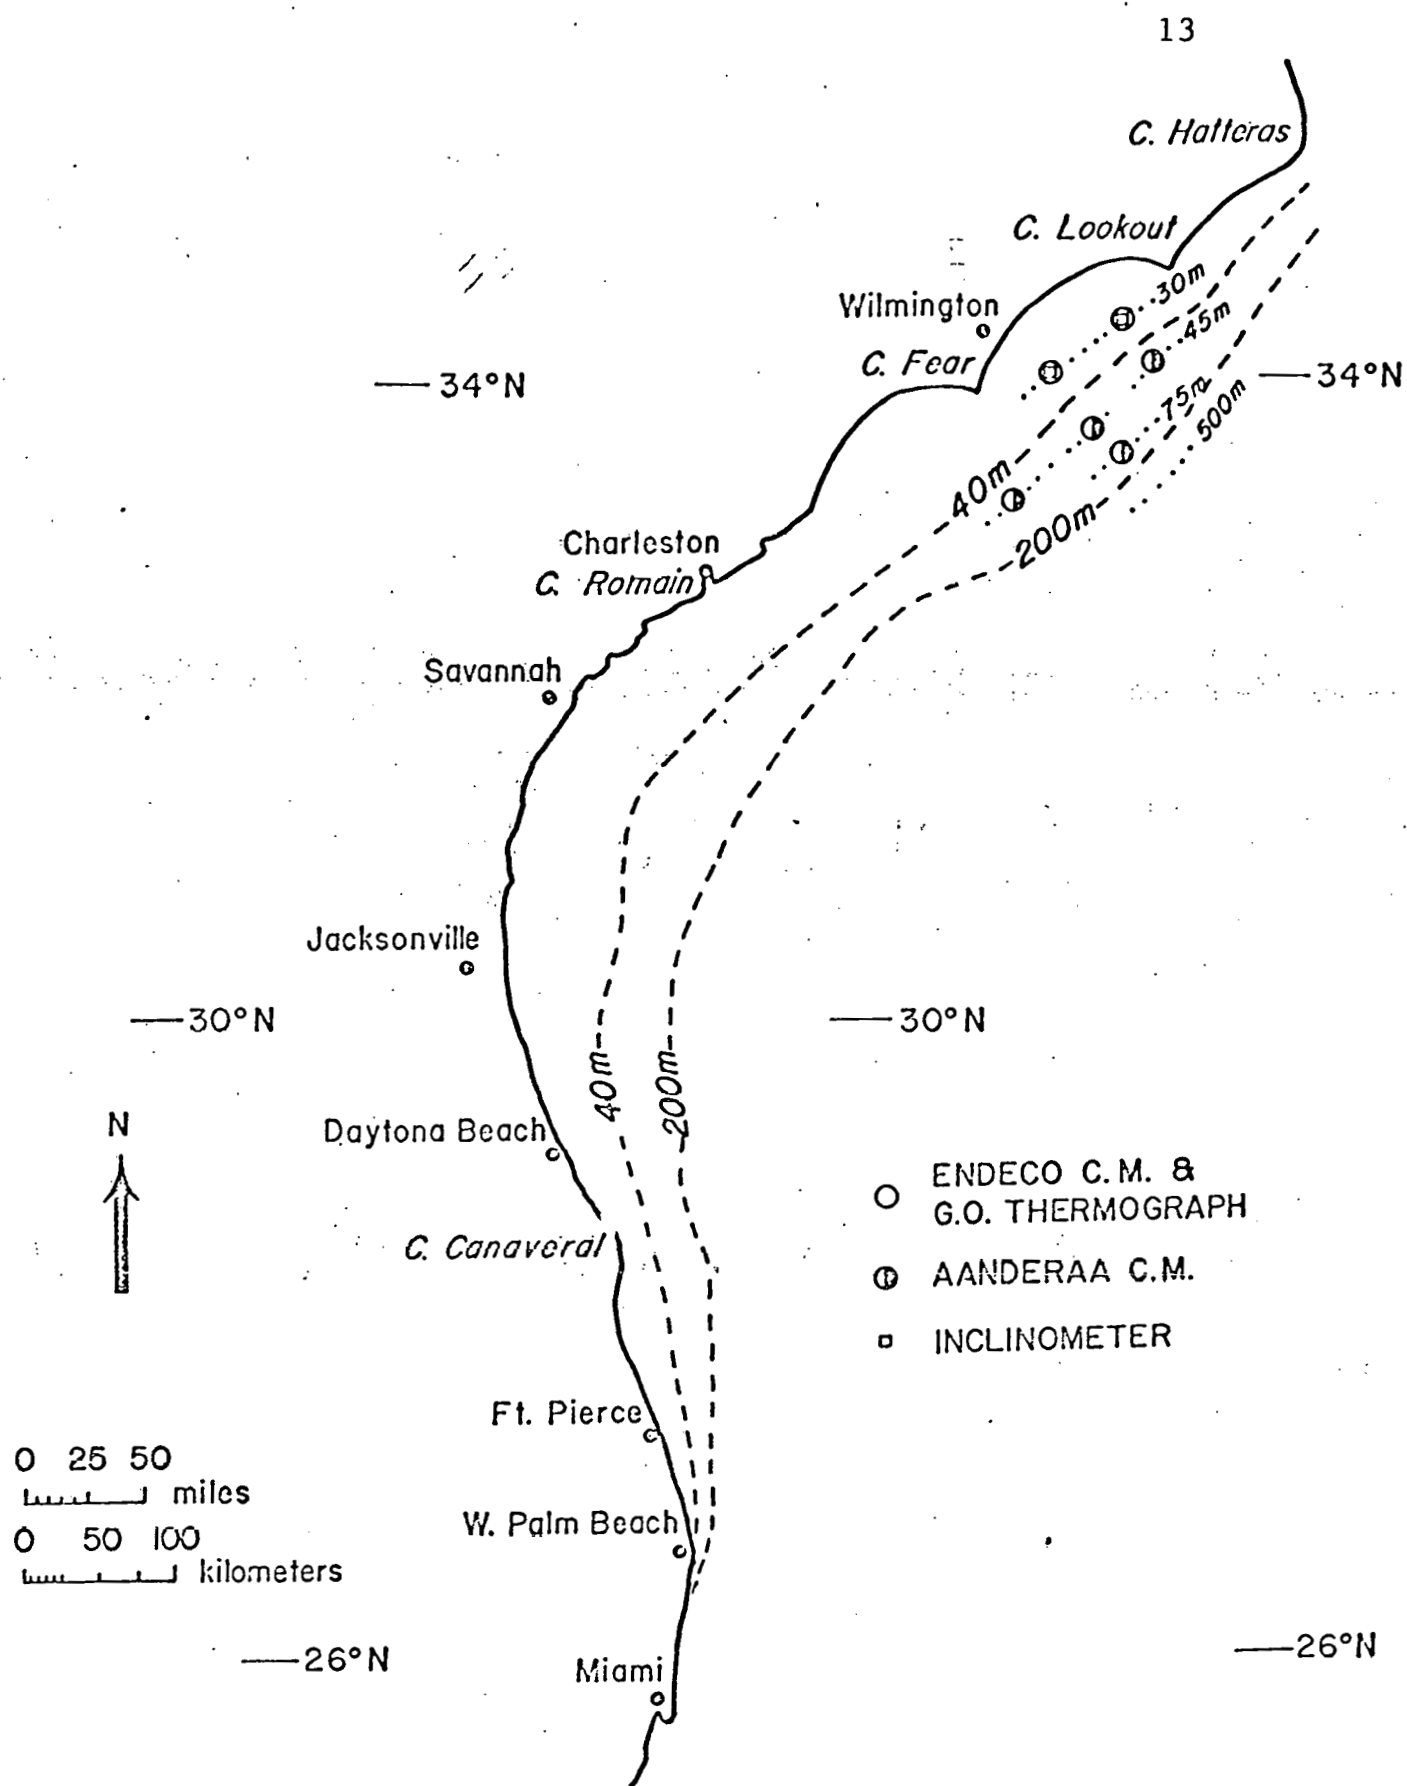 13
C. Hatteras
C. Lookout
30m
Wilmington
45m
C. Fear
34°N
34°N
75m
500m
40m
200m
Charleston
C. Romain
Savannah
Jacksonville
30°N
30°N
40m
200m
N
Daytona Beach
ENDECO C.M. &
G.O. THERMOGRAPH
C. Canaveral
AANDERAA C.M.
INCLINOMETER
Ft. Pierce
0 25 50
miles
W. Palm Beach
0 50 100
kilometers
26°N
26°N
Miami